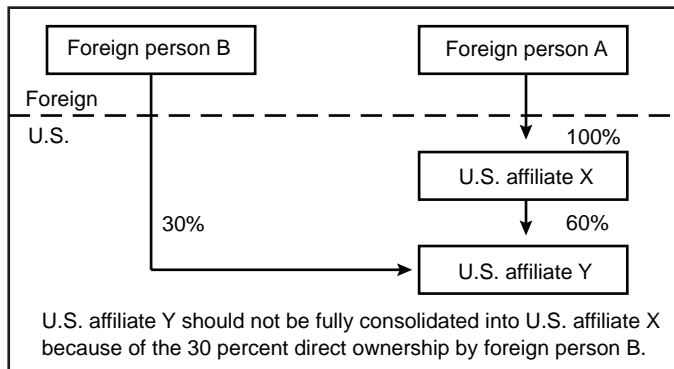 Foreign person B
Foreign person A
Foreign
U.S.
100%
U.S. affiliate X
30%
60%
U.S. affiliate Y
U.S. affiliate Y should not be fully consolidated into U.S. affiliate X
because of the 30 percent direct ownership by foreign person B.